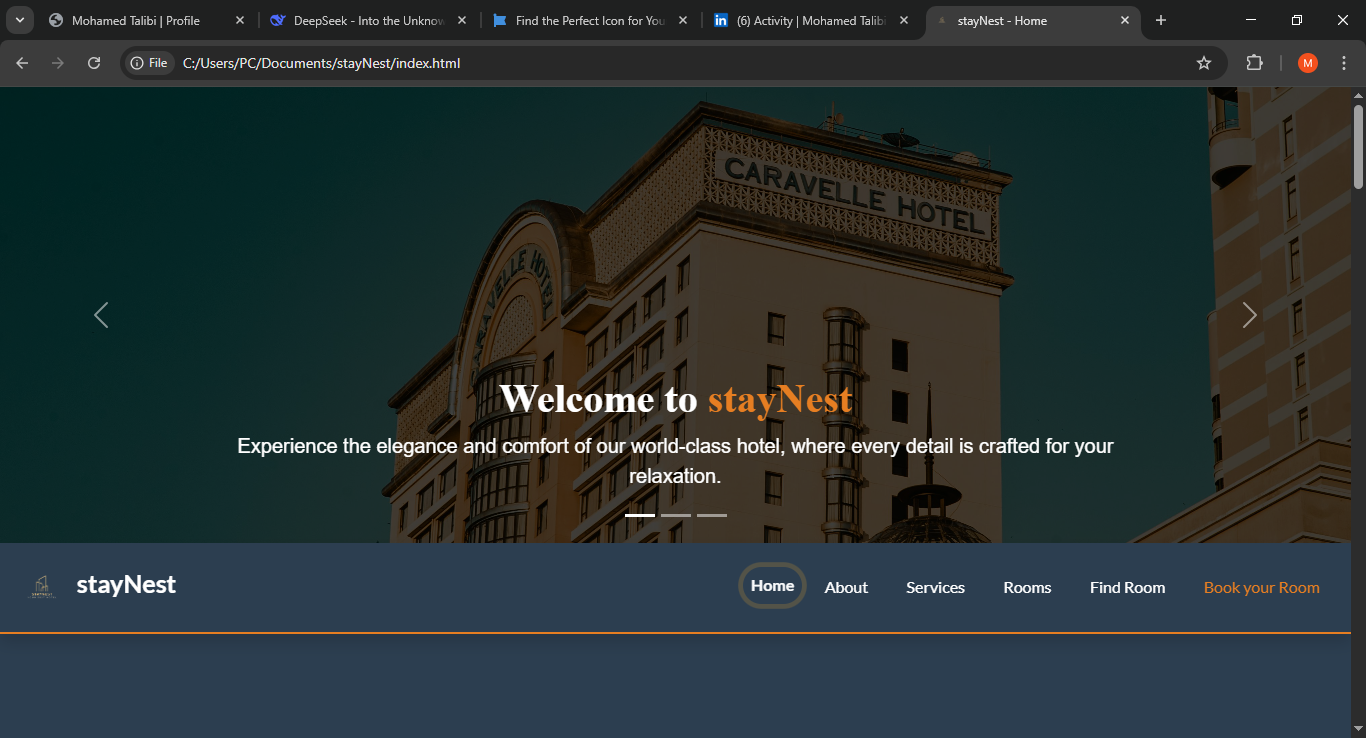 Mohamed Talibi | Profile
DeepSeek - Into the Unknow
Find the Perfect Icon for You
(6) Activity | Mohamed Talibi
stayNest - Home
File
C:/Users/PC/Documents/stayNest/index.html
M
CARAVELLE HOTEL
Welcome to stayNest
Experience the elegance and comfort of our world-class hotel, where every detail is crafted for your
relaxation.
stayNest
Home
About
Services
Rooms
Find Room
Book your Room